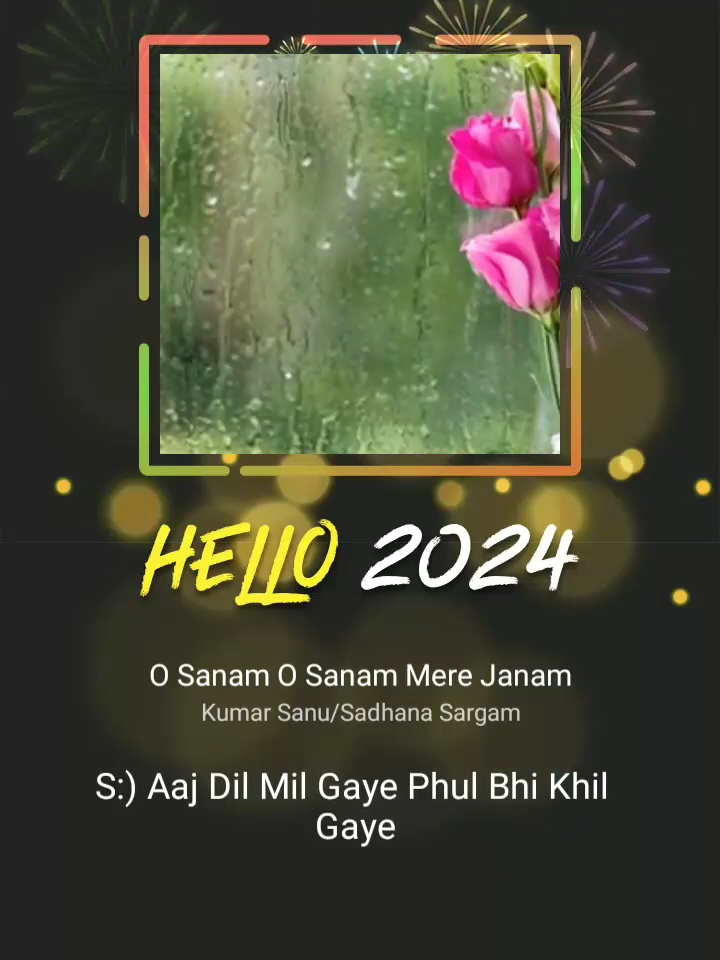 HELLO 2024
O Sanam O Sanam Mere Janam
Kumar Sanu/Sadhana Sargam
S:) Aaj Dil Mil Gaye Phul Bhi Khil
Gaye